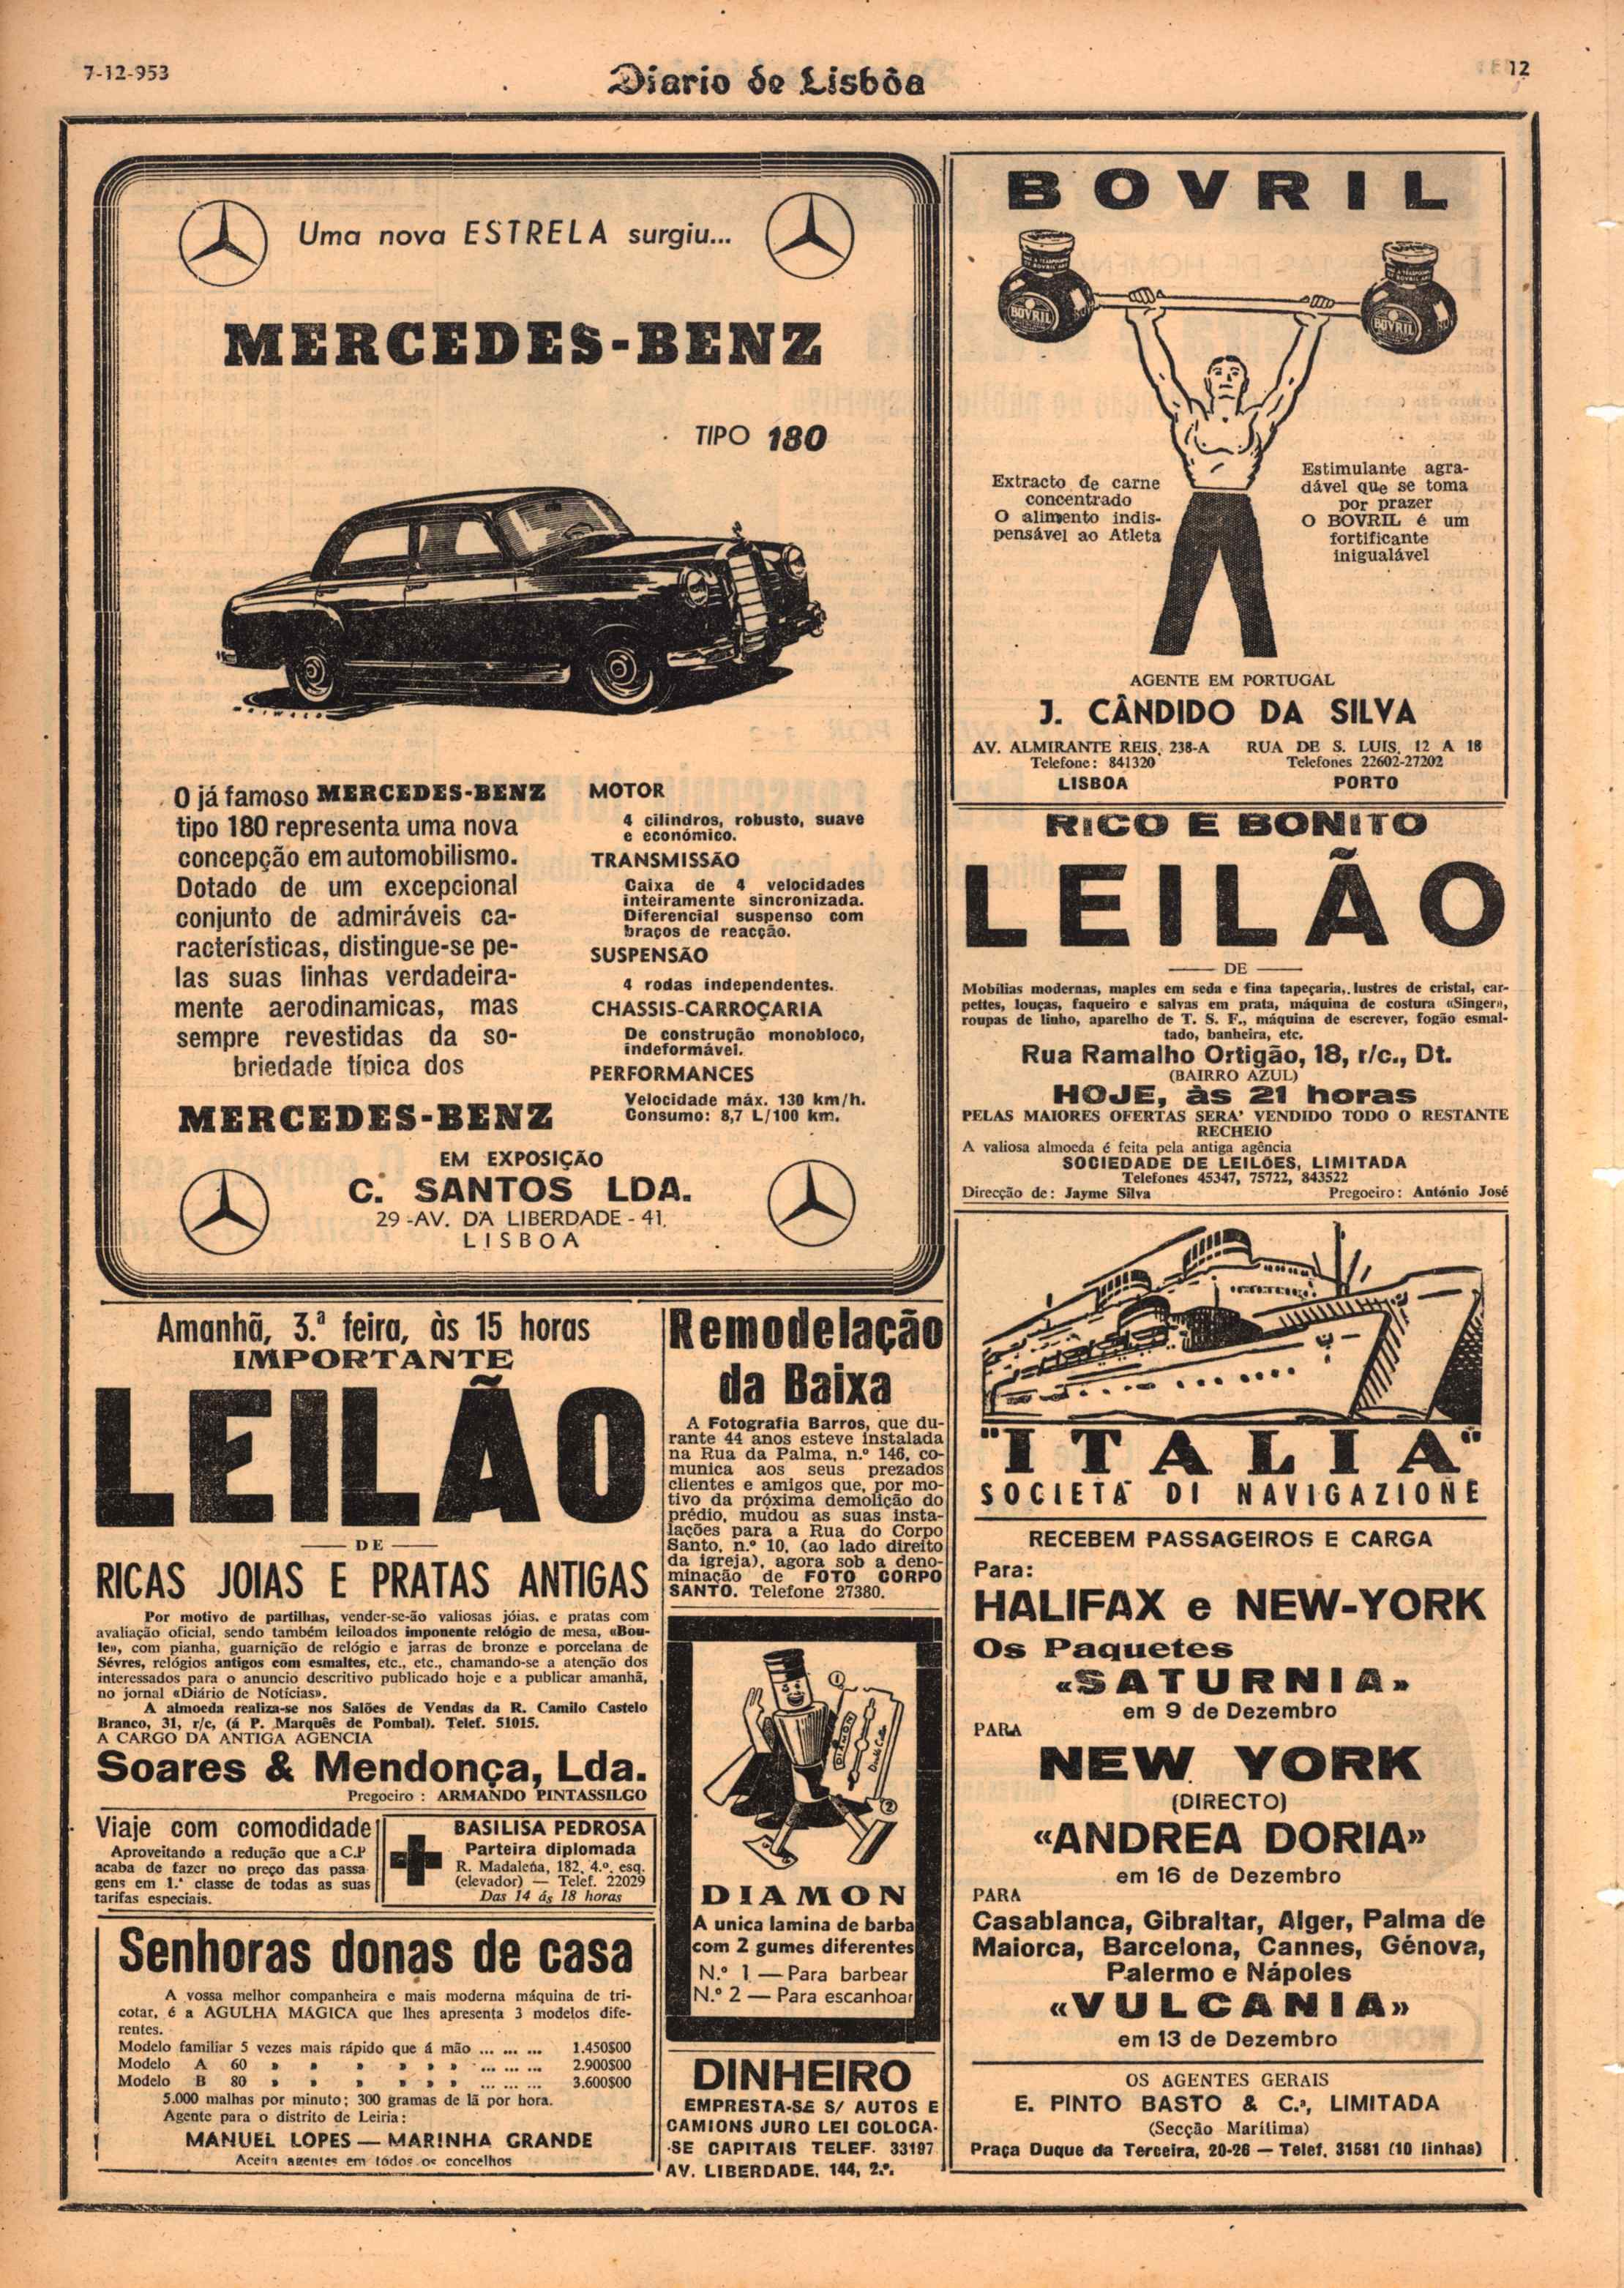 7-12-953
Diario de Lisbôa
12
Uma nova ESTRELA surgiu...
MERCEDES-BENZ
TIPO 180
O já famoso MERCEDES-BENZ
tipo 180 representa uma nova
concepção em automobilismo.
Dotado de um excepcional
conjunto de admiráveis ca-
racterísticas, distingue-se pe-
las suas linhas verdadeira-
mente aerodinamicas, mas
sempre revestidas da so-
briedade típica dos
MERCEDES-BENZ
MOTOR
4 cilindros, robusto, suave
e económico.
TRANSMISSÃO
Caixa de 4 velocidades
inteiramente sincronizada.
Diferencial suspenso com
braços de reacção.
SUSPENSÃO
4 rodas independentes.
CHASSIS-CARROÇARIA
De construção monobloco,
indeformável.
PERFORMANCES
Velocidade máx. 130 km/h.
Consumo: 8,7 L/100 km.
EM EXPOSIÇÃO
C. SANTOS LDA.
29 -AV. DA LIBERDADE - 41.
LISBOA
BOVRIL
BOVRIL
BOVRIL
Extracto de carne
concentrado
O alimento indis-
pensável ao Atleta
Estimulante agra-
dável que se toma
por prazer
O BOVRIL é um
fortificante
inigualável
AGENTE EM PORTUGAL
J. CÂNDIDO DA SILVA
AV. ALMIRANTE REIS, 238-A
Telefone: 841320
LISBOA
RUA DE S. LUIS, 12 A 18
Telefones 22602-27202
PORTO
RICO E BONITO
LEILÃO
DE
Mobílias modernas, maples em seda e fina tapeçaria, lustres de cristal, car-
pettes, louças, faqueiro e salvas em prata, máquina de costura «Singer»,
roupas de linho, aparelho de T. S. F., máquina de escrever, fogão esmal-
tado, banheira, etc.
Rua Ramalho Ortigão, 18, r/c., Dt.
(BAIRRO AZUL)
HOJE, às 21 horas
PELAS MAIORES OFERTAS SERA' VENDIDO TODO O RESTANTE
RECHEIO
A valiosa almoeda é feita pela antiga agência
SOCIEDADE DE LEILÕES, LIMITADA
Telefones 45347, 75722, 843522
Direcção de: Jayme Silva
Pregoeiro: António José
"ITALIA"
SOCIETA DI NAVIGAZIONE
RECEBEM PASSAGEIROS E CARGA
Para:
HALIFAX e NEW-YORK
Os Paquetes
«SATURNIA»
em 9 de Dezembro
PARA
NEW YORK
(DIRECTO)
«ANDREA DORIA»
em 16 de Dezembro
PARA
Casablanca, Gibraltar, Alger, Palma de
Maiorca, Barcelona, Cannes, Génova,
Palermo e Nápoles
«VULCANIA»
em 13 de Dezembro
OS AGENTES GERAIS
E. PINTO BASTO & C.ª, LIMITADA
(Secção Marítima)
Praça Duque da Terceira, 20-26 — Telef. 31581 (10 linhas)
Amanhã, 3.ª feira, às 15 horas
IMPORTANTE
LEILÃO
DE
RICAS JOIAS E PRATAS ANTIGAS
Por motivo de partilhas, vender-se-ão valiosas jóias. e pratas com
avaliação oficial, sendo também leiloados imponente relógio de mesa, «Bou-
le», com pianha, guarnição de relógio e jarras de bronze e porcelana de
Sévres, relógios antigos com esmaltes, etc., etc., chamando-se a atenção dos
interessados para o anuncio descritivo publicado hoje e a publicar amanhã,
no jornal «Diário de Notícias».
A almoeda realiza-se nos Salões de Vendas da R. Camilo Castelo
Branco, 31, r/c, (á P. Marquês de Pombal). Telef. 51015.
A CARGO DA ANTIGA AGENCIA
Soares & Mendonça, Lda.
Pregoeiro : ARMANDO PINTASSILGO
Viaje com comodidade
Aproveitando a redução que a C.P
acaba de fazer no preço das passa-
gens em 1.ª classe de todas as suas
tarifas especiais.
BASILISA PEDROSA
Parteira diplomada
R. Madalena, 182, 4.º, esq.
(elevador) — Telef. 22029
Das 14 ás 18 horas
Senhoras donas de casa
A vossa melhor companheira e mais moderna máquina de tri-
cotar, é a AGULHA MÁGICA que lhes apresenta 3 modelos dife-
rentes.
Modelo familiar 5 vezes mais rápido que á mão ... ... ... 1.450$00
Modelo A 60 » » » » » » ... ... ... 2.900$00
Modelo B 80 » » » » » » ... ... ... 3.600$00
5.000 malhas por minuto; 300 gramas de lã por hora.
Agente para o distrito de Leiria:
MANUEL LOPES — MARINHA GRANDE
Aceita agentes em todos os concelhos
Remodelação
da Baixa
A Fotografia Barros, que du-
rante 44 anos esteve instalada
na Rua da Palma, n.º 146, co-
munica aos seus prezados
clientes e amigos que, por mo-
tivo da próxima demolição do
prédio, mudou as suas insta-
lações para a Rua do Corpo
Santo, n.º 10, (ao lado direito
da igreja), agora sob a deno-
minação de FOTO CORPO
SANTO. Telefone 27380.
1
DIAMON
2
DIAMON
A unica lamina de barba
com 2 gumes diferentes
N.º 1 — Para barbear
N.º 2 — Para escanhoar
DINHEIRO
EMPRESTA-SE S/ AUTOS E
CAMIONS JURO LEI COLOCA-
-SE CAPITAIS TELEF. 33197
AV. LIBERDADE, 144, 2.º.